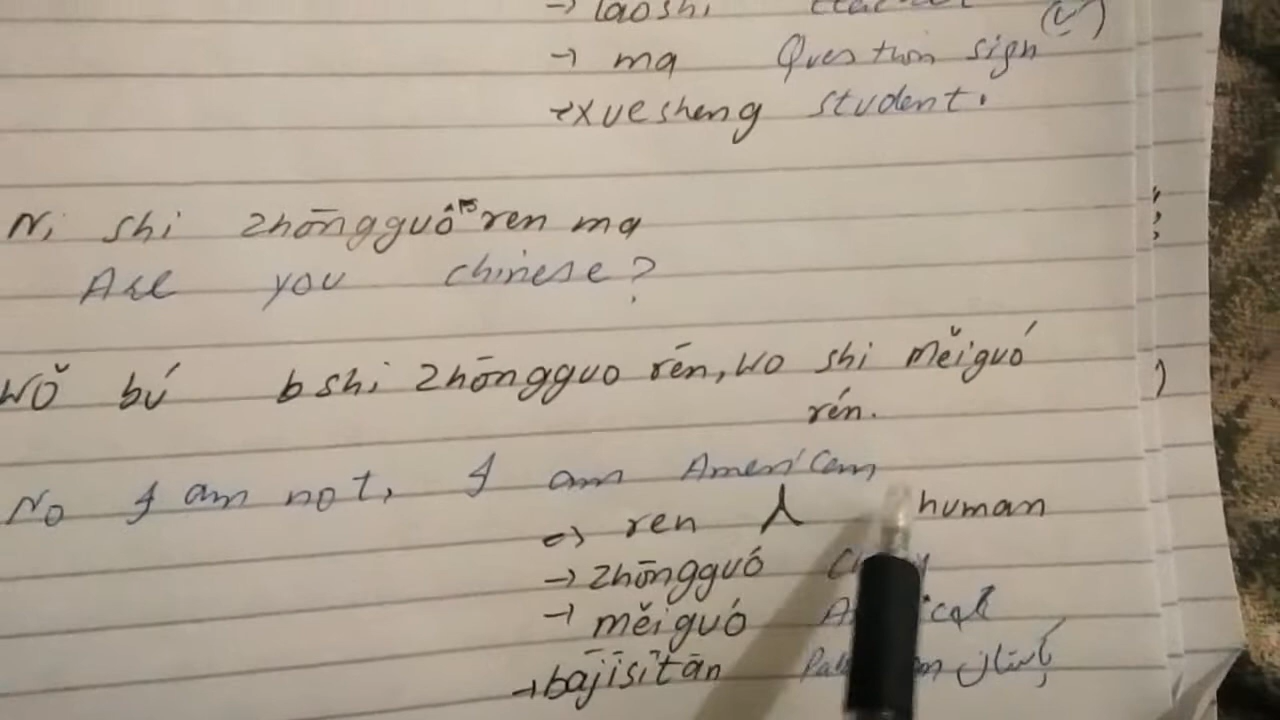 → laoshi
→ ma Question sign (v)
→ xuesheng student.
Ni shi zhōngguó ren ma
Are you chinese?
Wǒ bú b shi zhōngguo rén, wo shi měiguó
rén.
No I am not, I am American
⇒ ren 人 human
→ zhōngguó
→ měiguó
→ bājīsītǎn پاکستان